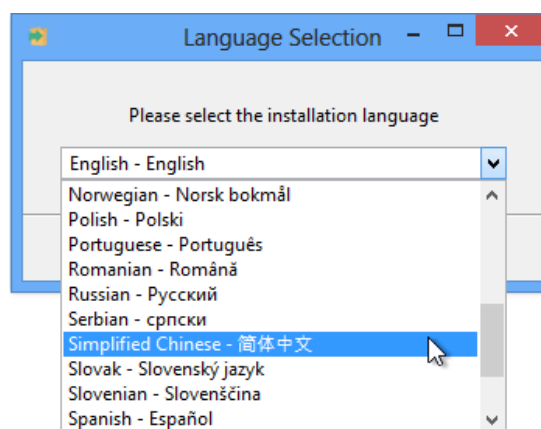 Language Selection
Please select the installation language
English - English
Norwegian - Norsk bokmål
Polish - Polski
Portuguese - Português
Romanian - Română
Russian - Русский
Serbian - српски
Simplified Chinese - 简体中文
Slovak - Slovenský jazyk
Slovenian - Slovenščina
Spanish - Español